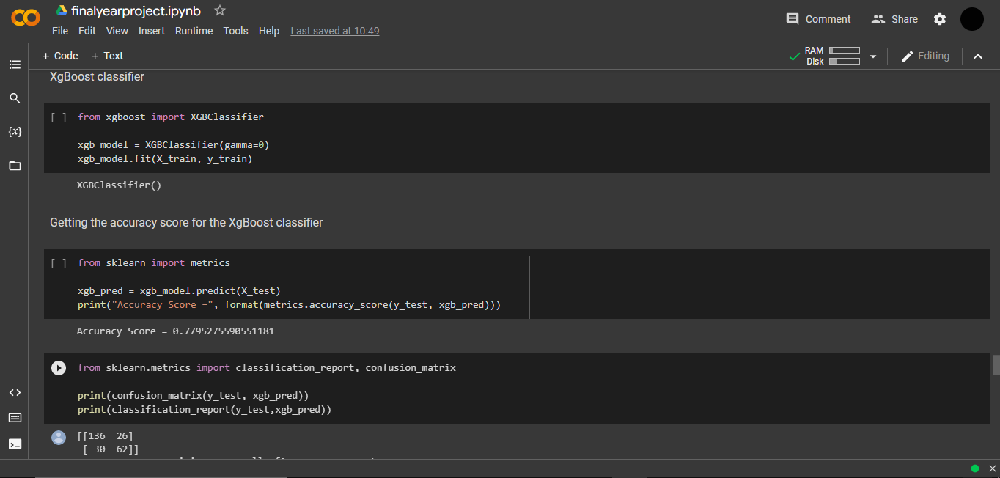 finalyearproject.ipynb
File Edit View Insert Runtime Tools Help Last saved at 10:49
Comment Share
+ Code + Text
RAM
Disk
Editing
XgBoost classifier
[ ] from xgboost import XGBClassifier
xgb_model = XGBClassifier(gamma=0)
xgb_model.fit(X_train, y_train)
XGBClassifier()
Getting the accuracy score for the XgBoost classifier
[ ] from sklearn import metrics
xgb_pred = xgb_model.predict(X_test)
print("Accuracy Score =", format(metrics.accuracy_score(y_test, xgb_pred)))
Accuracy Score = 0.7795275590551181
from sklearn.metrics import classification_report, confusion_matrix
print(confusion_matrix(y_test, xgb_pred))
print(classification_report(y_test,xgb_pred))
[[136 26]
[ 30 62]]
{x}